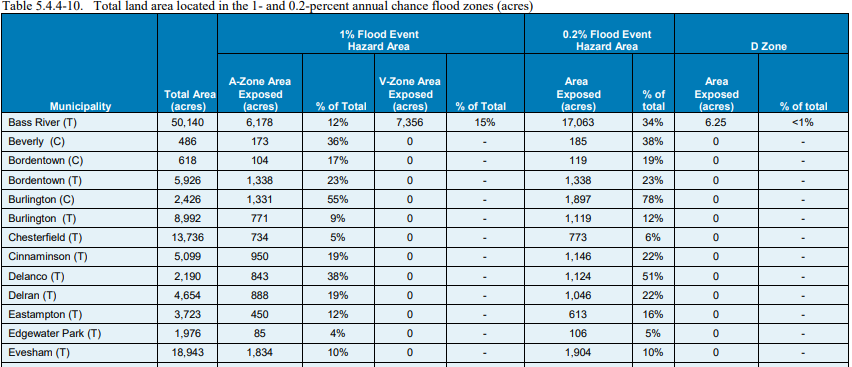 Table 5.4.4-10. Total land area located in the 1- and 0.2-percent annual chance flood zones (acres)
1% Flood Event Hazard Area 0.2% Flood Event Hazard Area D Zone
Municipality Total Area (acres) A-Zone Area Exposed (acres) % of Total V-Zone Area Exposed (acres) % of Total Area Exposed (acres) % of total Area Exposed (acres) % of total
Bass River (T) 50,140 6,178 12% 7,356 15% 17,063 34% 6.25 <1%
Beverly (C) 486 173 36% 0 - 185 38% 0 -
Bordentown (C) 618 104 17% 0 - 119 19% 0 -
Bordentown (T) 5,926 1,338 23% 0 - 1,338 23% 0 -
Burlington (C) 2,426 1,331 55% 0 - 1,897 78% 0 -
Burlington (T) 8,992 771 9% 0 - 1,119 12% 0 -
Chesterfield (T) 13,736 734 5% 0 - 773 6% 0 -
Cinnaminson (T) 5,099 950 19% 0 - 1,146 22% 0 -
Delanco (T) 2,190 843 38% 0 - 1,124 51% 0 -
Delran (T) 4,654 888 19% 0 - 1,046 22% 0 -
Eastampton (T) 3,723 450 12% 0 - 613 16% 0 -
Edgewater Park (T) 1,976 85 4% 0 - 106 5% 0 -
Evesham (T) 18,943 1,834 10% 0 - 1,904 10% 0 -